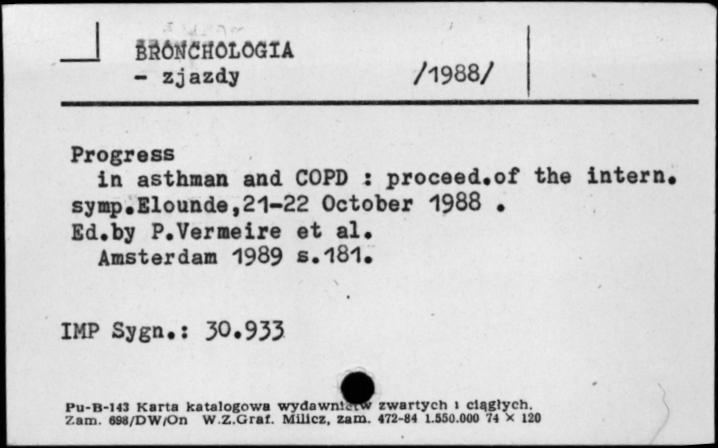 BRONCHOLOGIA
- zjazdy /1988/
Progress
in asthman and COPD : proceed.of the intern.
symp.Elounde,21-22 October 1988 .
Ed.by P.Vermeire et al.
Amsterdam 1989 s.181.
IMP Sygn.: 30.933
Pu-B-143 Karta katalogowa wydawnictw zwartych i ciągłych.
Zam. 698/DW/On W.Z.Graf. Milicz, zam. 472-84 1.550.000 74 × 120